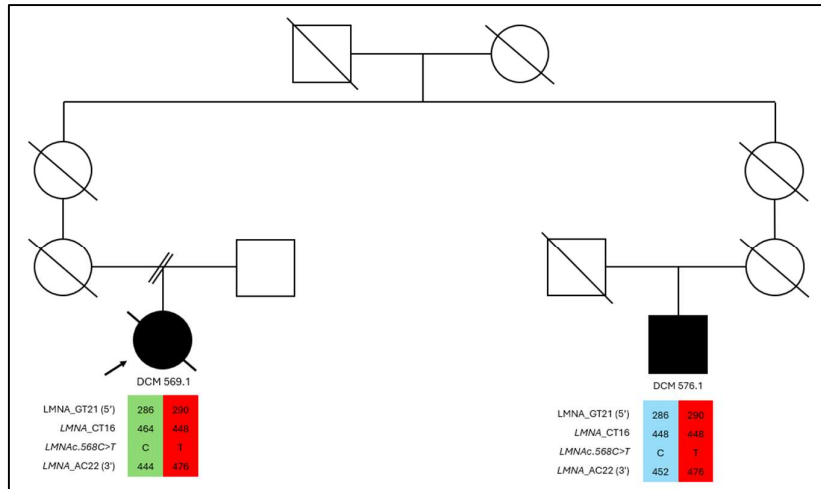 DCM 569.1 DCM 576.1
LMNA_GT21 (5') 286 290 LMNA_GT21 (5') 286 290
LMNA_CT16 464 448 LMNA_CT16 448 448
LMNAc.568C>T C T LMNAc.568C>T C T
LMNA_AC22 (3') 444 476 LMNA_AC22 (3') 452 476